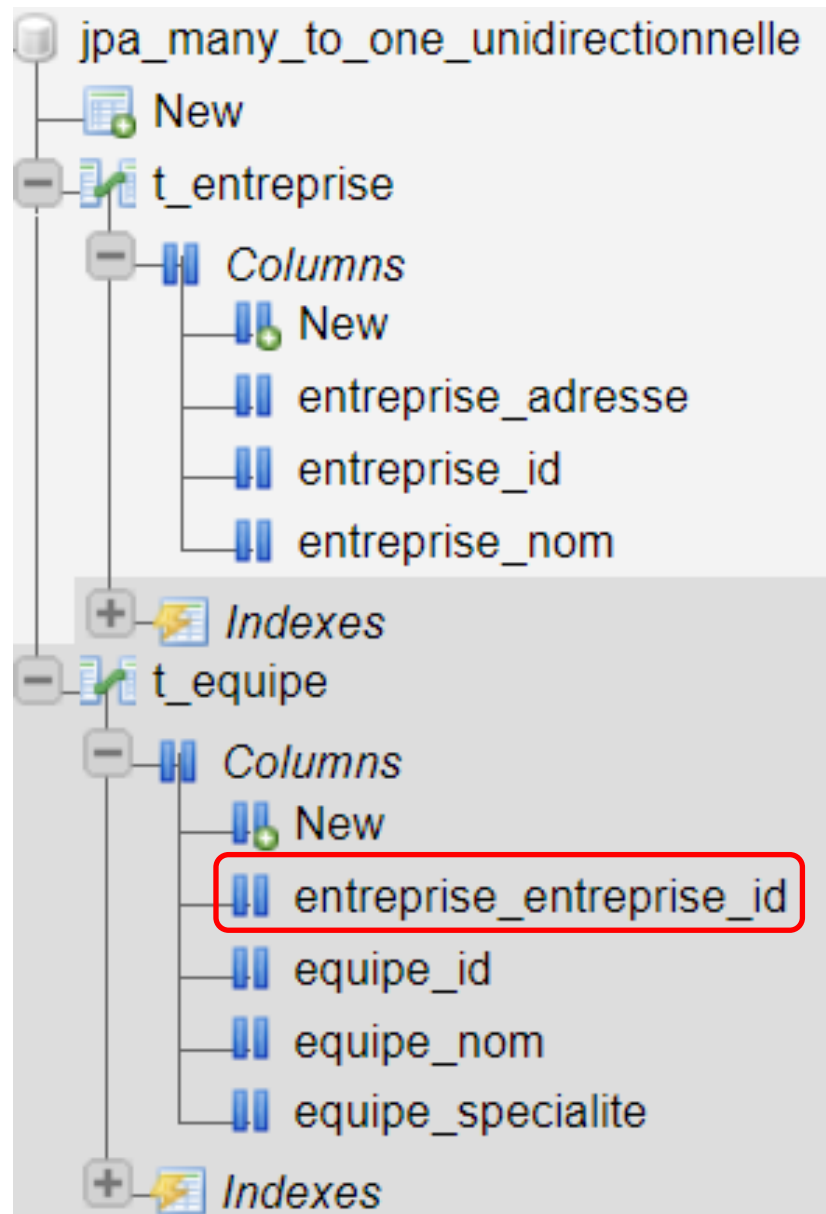 jpa_many_to_one_unidirectionnelle
New
t_entreprise
Columns
New
entreprise_adresse
entreprise_id
entreprise_nom
Indexes
t_equipe
Columns
New
entreprise_entreprise_id
equipe_id
equipe_nom
equipe_specialite
Indexes